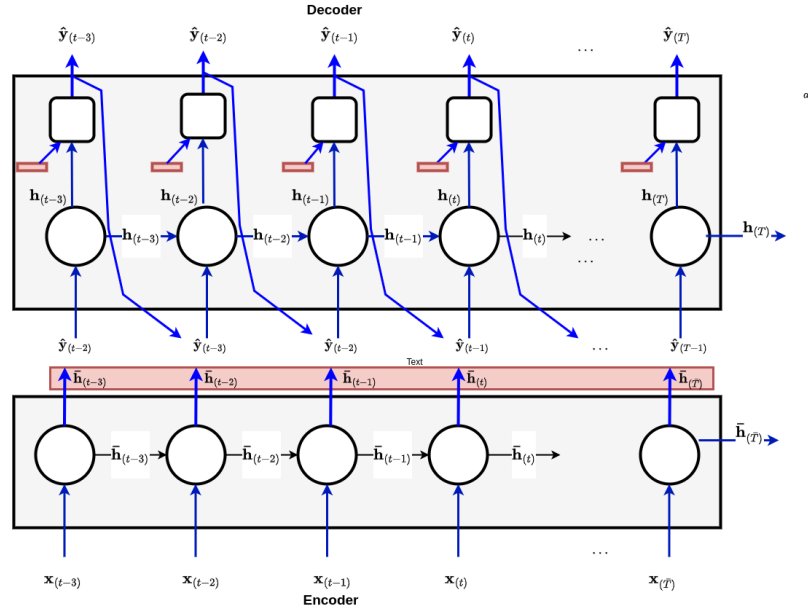 Decoder
ŷ(t−3) ŷ(t−2) ŷ(t−1) ŷ(t) ... ŷ(T)
a
h(t−3) h(t−2) h(t−1) h(t) h(T)
h(t−3) h(t−2) h(t−1) h(t) ... h(T)
...
ŷ(t−2) ŷ(t−3) ŷ(t−2) ŷ(t−1) ... ŷ(T−1)
Text
h̄(t−3) h̄(t−2) h̄(t−1) h̄(t) h̄(T̄)
h̄(t−3) h̄(t−2) h̄(t−1) h̄(t) h̄(T̄)
...
x(t−3) x(t−2) x(t−1) x(t) x(T̄)
Encoder